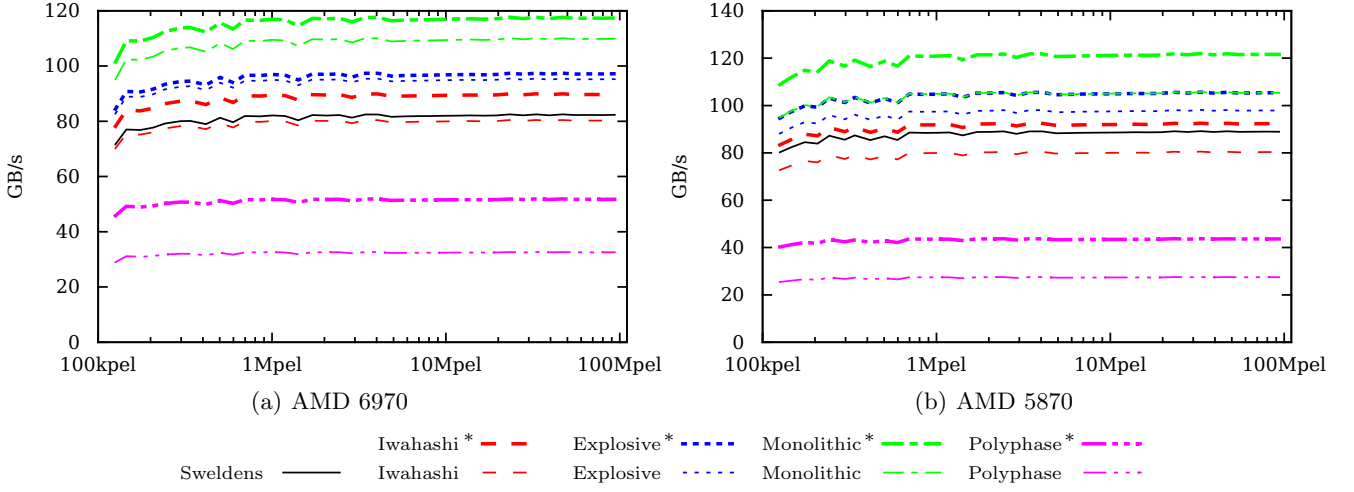 GB/s
120
100
80
60
40
20
0
100kpel 1Mpel 10Mpel 100Mpel
(a) AMD 6970
GB/s
140
120
100
80
60
40
20
0
100kpel 1Mpel 10Mpel 100Mpel
(b) AMD 5870
Iwahashi* Explosive* Monolithic* Polyphase*
Sweldens Iwahashi Explosive Monolithic Polyphase